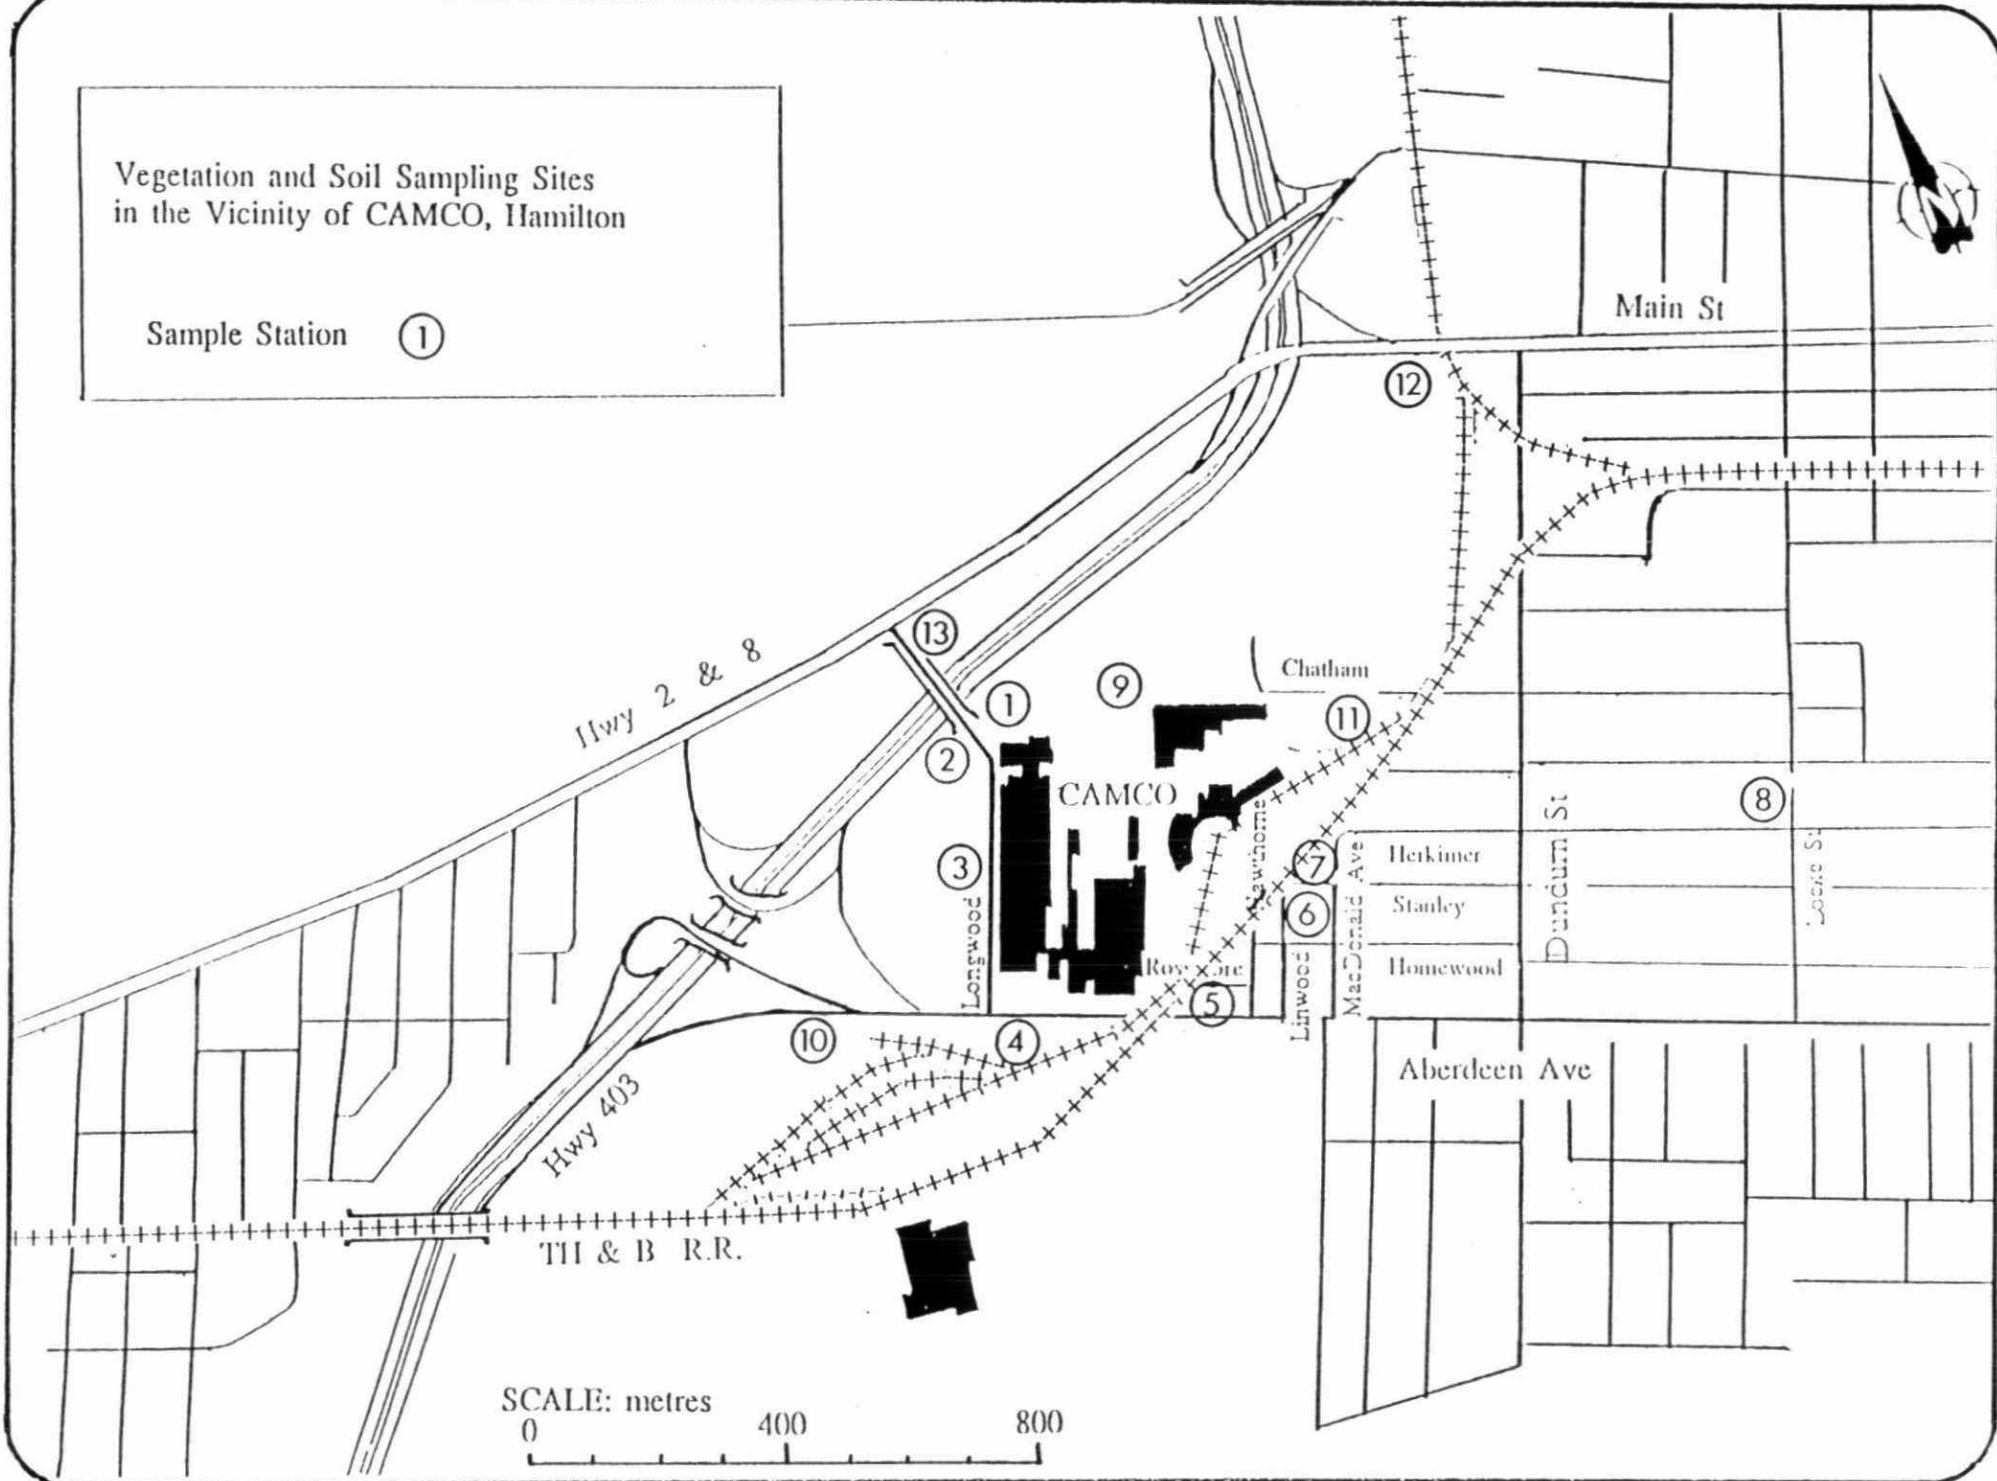 Vegetation and Soil Sampling Sites
in the Vicinity of CAMCO, Hamilton
Sample Station 1
Main St
12
Hwy 2 & 8
13
1
2
9
Chatham
11
CAMCO
3
Longwood
Hawthorne
7
6
8
Herkimer
Stanley
Homewood
MacDonald Ave
Linwood
Dundurn St
5
4
10
Aberdeen Ave
Hwy 403
TH & B R.R.
SCALE: metres
0 400 800